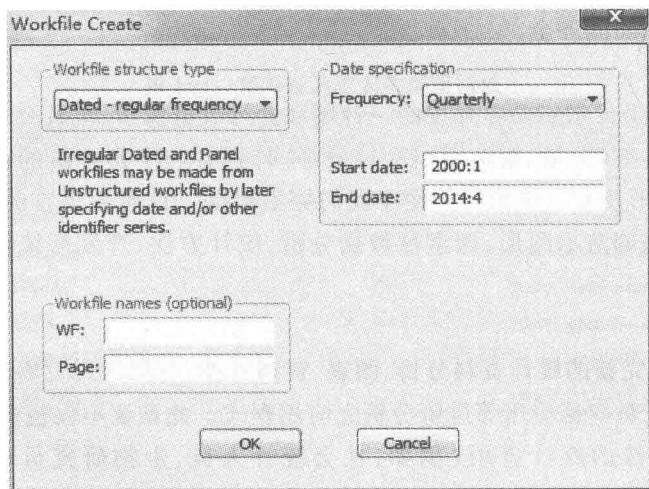 Workfile Create
Workfile structure type
Dated - regular frequency
Irregular Dated and Panel
workfiles may be made from
Unstructured workfiles by later
specifying date and/or other
identifier series.
Date specification
Frequency: Quarterly
Start date: 2000:1
End date: 2014:4
Workfile names (optional)
WF:
Page:
OK
Cancel